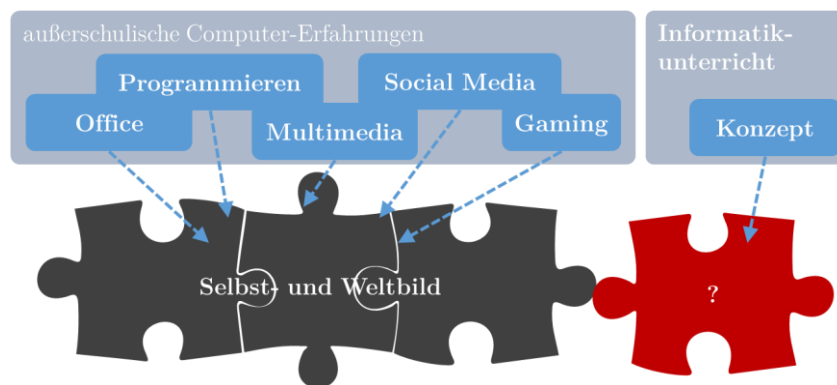 außerschulische Computer-Erfahrungen
Programmieren
Social Media
Office
Multimedia
Gaming
Informatik-
unterricht
Konzept
Selbst- und Weltbild
?